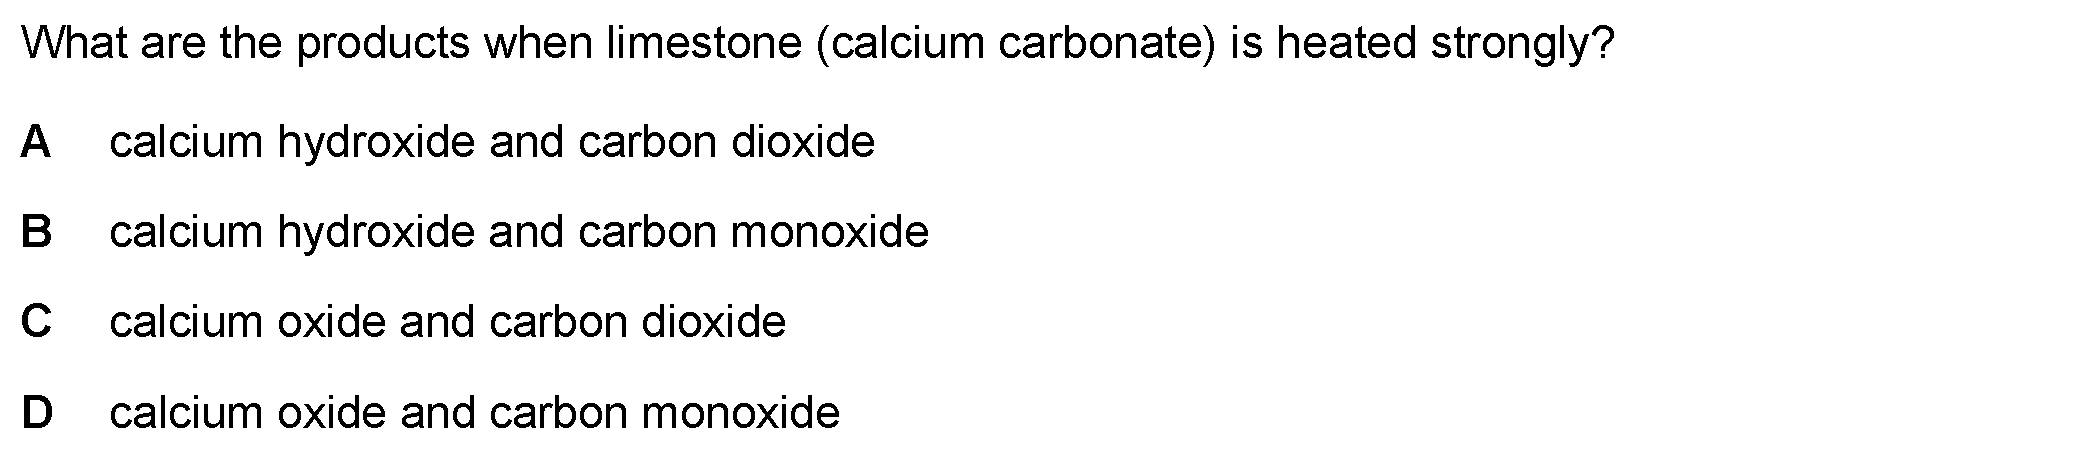 What are the products when limestone (calcium carbonate) is heated strongly?
A calcium hydroxide and carbon dioxide
B calcium hydroxide and carbon monoxide
C calcium oxide and carbon dioxide
D calcium oxide and carbon monoxide